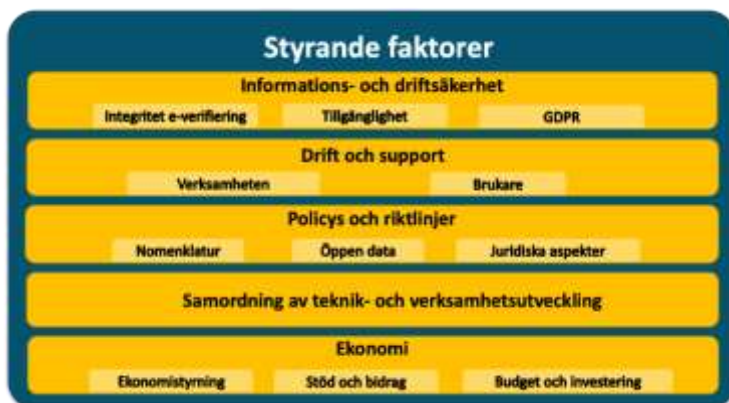 Styrande faktorer
Informations- och driftsäkerhet
Integritet e-verifiering Tillgänglighet GDPR
Drift och support
Verksamheten Brukare
Policys och riktlinjer
Nomenklatur Öppen data Juridiska aspekter
Samordning av teknik- och verksamhetsutveckling
Ekonomi
Ekonomistyrning Stöd och bidrag Budget och investering